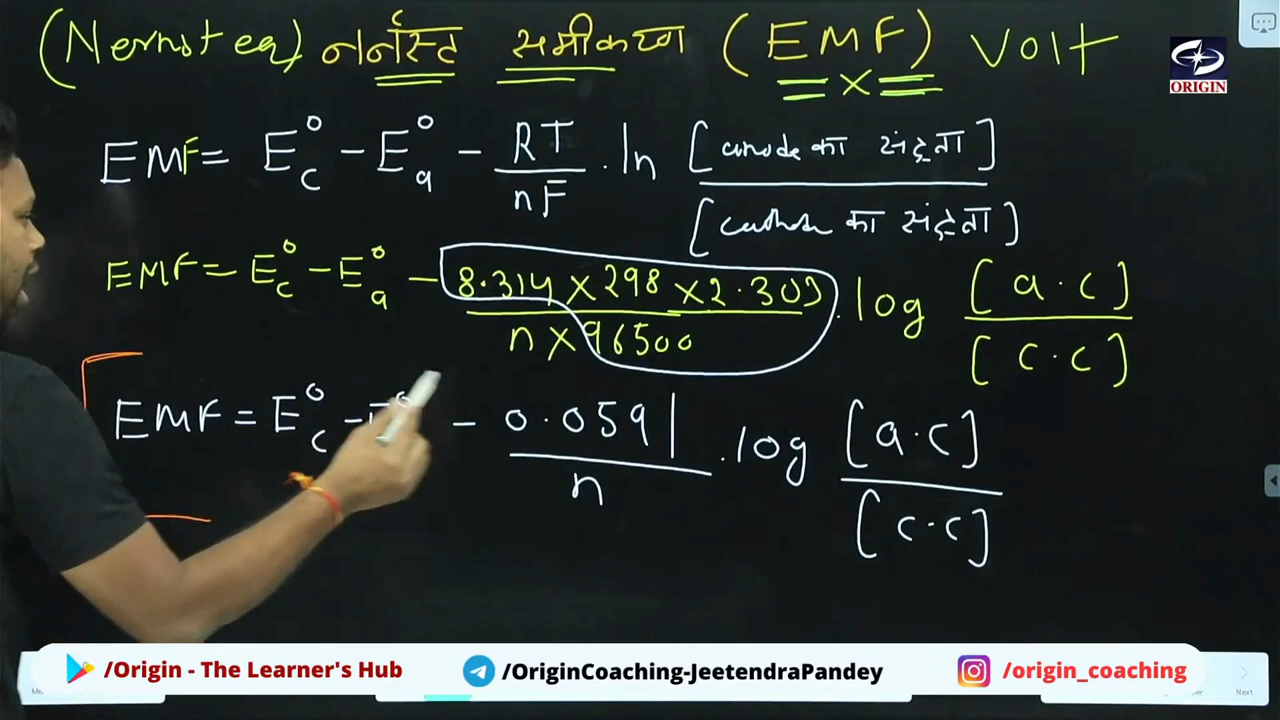 (Nernst eq) नर्नस्ट समीकरण (EMF) Volt
ORIGIN
EMF = E°c - E°a - RT/nF . ln [anode का सांद्रता]/[cathode का सांद्रता]
EMF = E°c - E°a - 8.314 × 298 × 2.303/n × 96500 . log [a.c]/[c.c]
EMF = E°c - E° - 0.0591/n . log [a.c]/[c.c]
/Origin - The Learner's Hub /OriginCoaching-JeetendraPandey /origin_coaching
Next